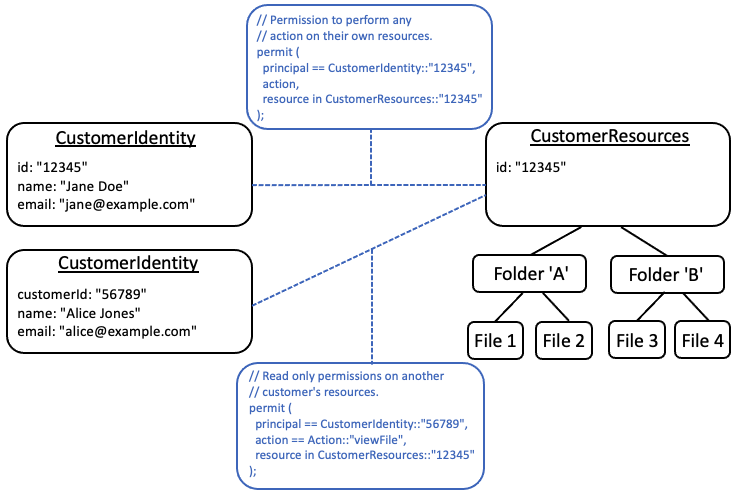 // Permission to perform any
// action on their own resources.
permit (
principal == CustomerIdentity::"12345",
action,
resource in CustomerResources::"12345"
);
CustomerIdentity
id: "12345"
name: "Jane Doe"
email: "jane@example.com"
CustomerResources
id: "12345"
CustomerIdentity
customerId: "56789"
name: "Alice Jones"
email: "alice@example.com"
Folder 'A'
Folder 'B'
File 1
File 2
File 3
File 4
// Read only permissions on another
// customer's resources.
permit (
principal == CustomerIdentity::"56789",
action == Action::"viewFile",
resource in CustomerResources::"12345"
);